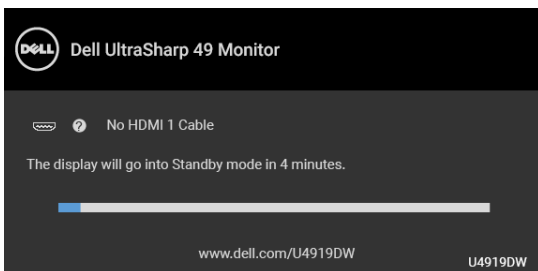 DELL
Dell UltraSharp 49 Monitor
? No HDMI 1 Cable
The display will go into Standby mode in 4 minutes.
www.dell.com/U4919DW
U4919DW